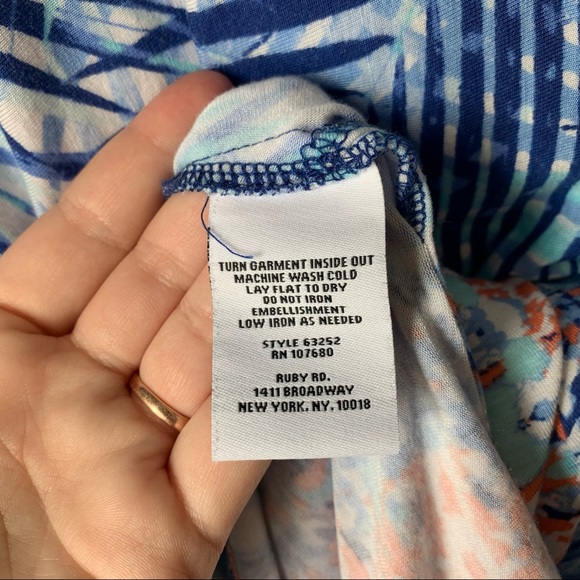 TURN GARMENT INSIDE OUT
MACHINE WASH COLD
LAY FLAT TO DRY
DO NOT IRON
EMBELLISHMENT
LOW IRON AS NEEDED
STYLE 63252
RN 107680
RUBY RD.
1411 BROADWAY
NEW YORK. NY. 10018